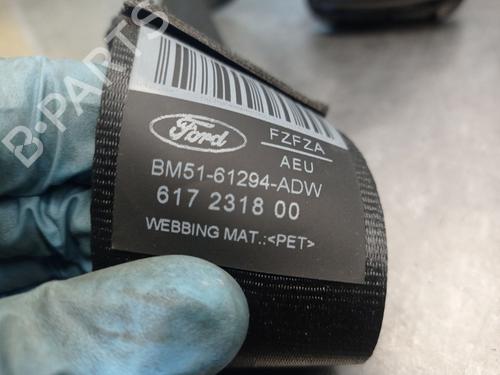 Ford
FZFZA
AEU
BM51-61294-ADW
617 2318 00
WEBBING MAT.:<PET>
B-PARTS